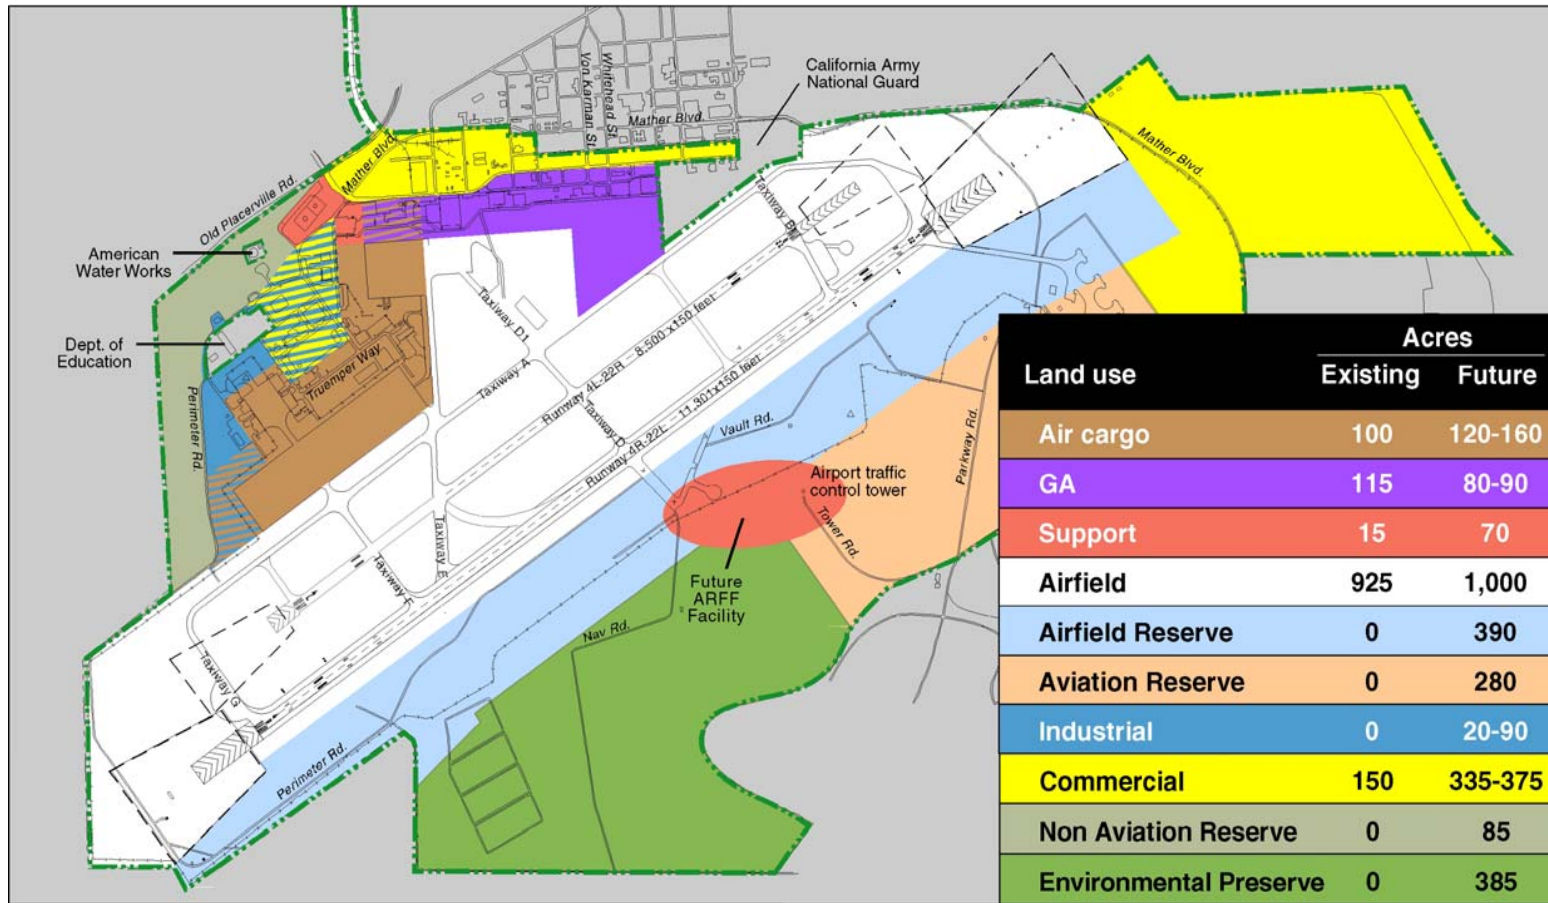 California Army
National Guard
Von Karman St.
Whitehead St.
Mather Blvd.
Mather Blvd.
Mather Blvd.
Old Placerville Rd.
American
Water Works
Dept. of
Education
Perimeter Rd.
Truemper Way
Taxiway B
Taxiway D1
Taxiway A
Runway 4L-22R – 8,500 x150 feet
Taxiway D
Runway 4R-22L – 11,301x150 feet
Vault Rd.
Parkway Rd.
Airport traffic
control tower
Tower Rd.
Taxiway E
Taxiway F
Future
ARFF
Facility
Nav Rd.
Taxiway G
Perimeter Rd.
Acres
Land use Existing Future
Air cargo 100 120-160
GA 115 80-90
Support 15 70
Airfield 925 1,000
Airfield Reserve 0 390
Aviation Reserve 0 280
Industrial 0 20-90
Commercial 150 335-375
Non Aviation Reserve 0 85
Environmental Preserve 0 385